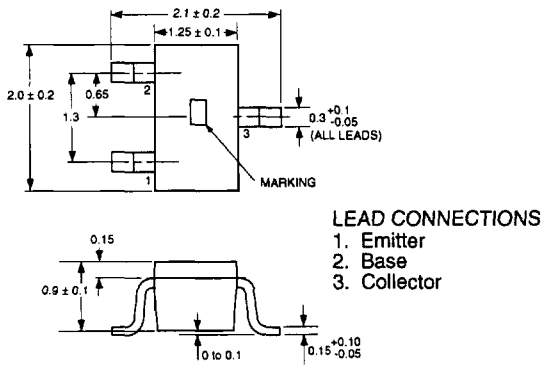 2.1 ± 0.2
1.25 ± 0.1
2
2.0 ± 0.2
0.65
1.3
3
0.3 +0.1 -0.05
(ALL LEADS)
1
MARKING
LEAD CONNECTIONS
1. Emitter
2. Base
3. Collector
0.15
0.9 ± 0.1
0 to 0.1
0.15 +0.10 -0.05